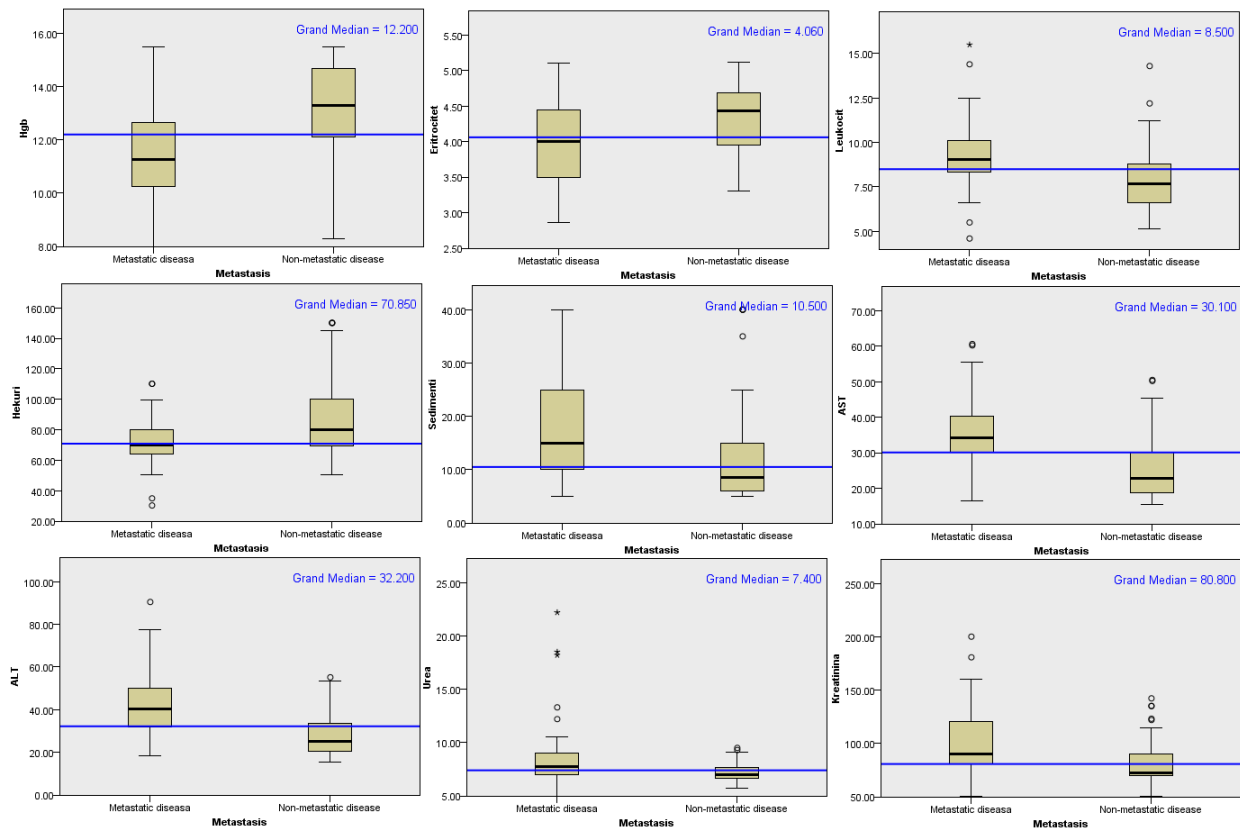 Grand Median = 12.200
16.00
14.00
12.00
10.00
8.00
Hgb
Metastatic diseasa
Non-metastatic disease
Metastasis
Grand Median = 4.060
5.50
5.00
4.50
4.00
3.50
3.00
2.50
Eritrocitet
Metastatic diseasa
Non-metastatic disease
Metastasis
Grand Median = 8.500
15.00
12.50
10.00
7.50
5.00
Leukocit
Metastatic diseasa
Non-metastatic disease
Metastasis
Grand Median = 70.850
160.00
140.00
120.00
100.00
80.00
60.00
40.00
20.00
Hekuri
Metastatic diseasa
Non-metastatic disease
Metastasis
Grand Median = 10.500
40.00
30.00
20.00
10.00
0.00
Sedimenti
Metastatic diseasa
Non-metastatic disease
Metastasis
Grand Median = 30.100
70.00
60.00
50.00
40.00
30.00
20.00
10.00
AST
Metastatic diseasa
Non-metastatic disease
Metastasis
Grand Median = 32.200
100.00
80.00
60.00
40.00
20.00
0.00
ALT
Metastatic diseasa
Non-metastatic disease
Metastasis
Grand Median = 7.400
25.00
20.00
15.00
10.00
5.00
Urea
Metastatic diseasa
Non-metastatic disease
Metastasis
Grand Median = 80.800
250.00
200.00
150.00
100.00
50.00
Kreatinina
Metastatic diseasa
Non-metastatic disease
Metastasis